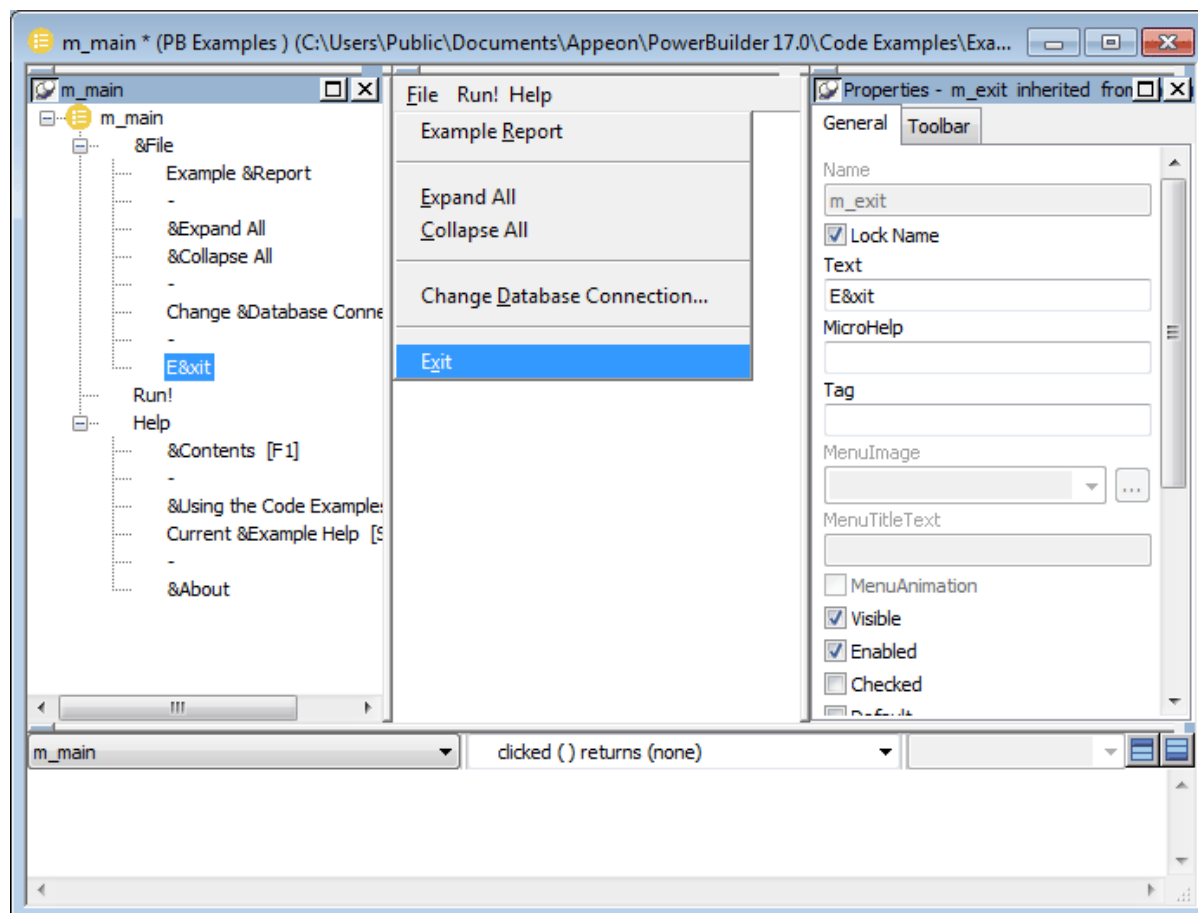 m_main * (PB Examples ) (C:\Users\Public\Documents\Appeon\PowerBuilder 17.0\Code Examples\Exa...
m_main
m_main
&File
Example &Report
-
&Expand All
&Collapse All
-
Change &Database Conne
-
E&xit
Run!
Help
&Contents [F1]
-
&Using the Code Examples
Current &Example Help [S
-
&About
File Run! Help
Example Report
Expand All
Collapse All
Change Database Connection...
Exit
Properties - m_exit inherited from
General Toolbar
Name
m_exit
Lock Name
Text
E&xit
MicroHelp
Tag
MenuImage
...
MenuTitleText
MenuAnimation
Visible
Enabled
Checked
Default
m_main
clicked ( ) returns (none)